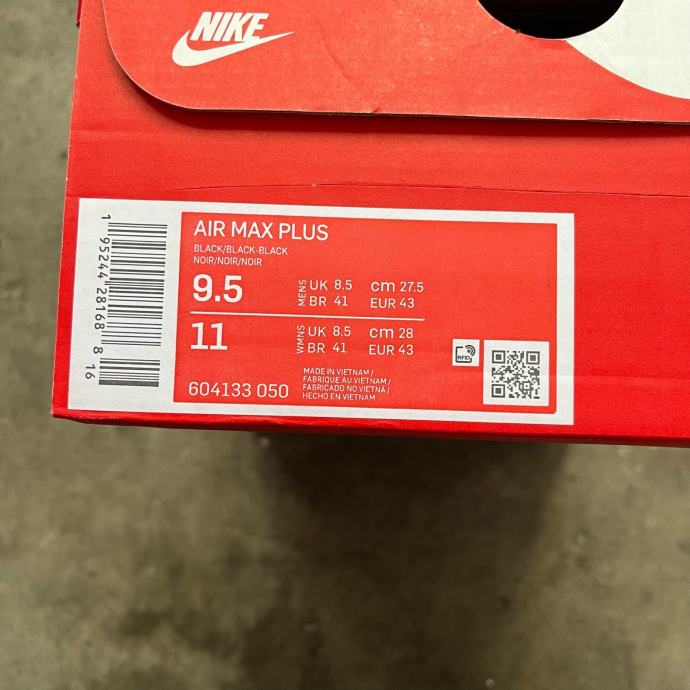 NIKE
1 95244 28168 8 16
AIR MAX PLUS
BLACK/BLACK-BLACK
NOIR/NOIR/NOIR
9.5 MENS UK 8.5 cm 27.5
BR 41 EUR 43
11 WMNS UK 8.5 cm 28
BR 41 EUR 43
604133 050
MADE IN VIETNAM /
FABRIQUE AU VIETNAM /
FABRICADO NO VIETNÃ /
HECHO EN VIETNAM
RFID